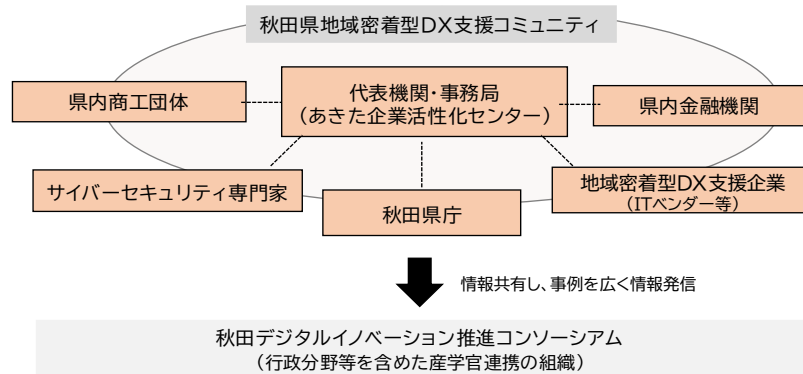 秋田県地域密着型DX支援コミュニティ
県内商工団体
代表機関・事務局
（あきた企業活性化センター）
県内金融機関
サイバーセキュリティ専門家
秋田県庁
地域密着型DX支援企業
（ITベンダー等）
情報共有し、事例を広く情報発信
秋田デジタルイノベーション推進コンソーシアム
（行政分野等を含めた産学官連携の組織）